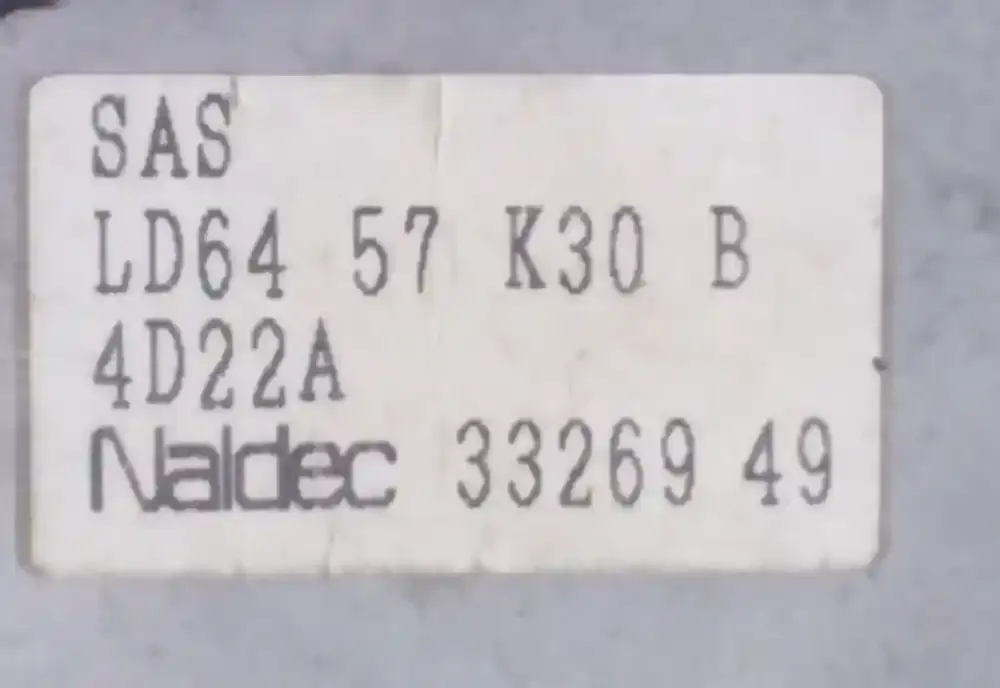 SAS
LD64 57 K30 B
4D22A
Naldec 33269 49